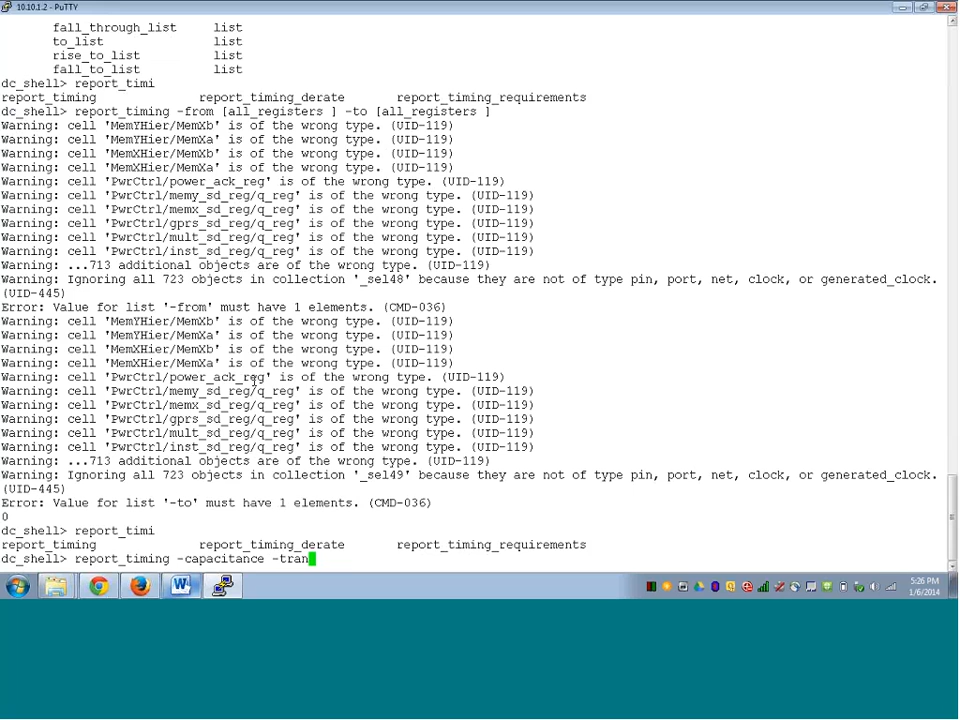 10.10.1.2 - PuTTY
fall_through_list list
to_list list
rise_to_list list
fall_to_list list
dc_shell> report_timi
report_timing report_timing_derate report_timing_requirements
dc_shell> report_timing -from [all_registers ] -to [all_registers ]
Warning: cell 'MemYHier/MemXb' is of the wrong type. (UID-119)
Warning: cell 'MemYHier/MemXa' is of the wrong type. (UID-119)
Warning: cell 'MemXHier/MemXb' is of the wrong type. (UID-119)
Warning: cell 'MemXHier/MemXa' is of the wrong type. (UID-119)
Warning: cell 'PwrCtrl/power_ack_reg' is of the wrong type. (UID-119)
Warning: cell 'PwrCtrl/memy_sd_reg/q_reg' is of the wrong type. (UID-119)
Warning: cell 'PwrCtrl/memx_sd_reg/q_reg' is of the wrong type. (UID-119)
Warning: cell 'PwrCtrl/gprs_sd_reg/q_reg' is of the wrong type. (UID-119)
Warning: cell 'PwrCtrl/mult_sd_reg/q_reg' is of the wrong type. (UID-119)
Warning: cell 'PwrCtrl/inst_sd_reg/q_reg' is of the wrong type. (UID-119)
Warning: ...713 additional objects are of the wrong type. (UID-119)
Warning: Ignoring all 723 objects in collection '_sel48' because they are not of type pin, port, net, clock, or generated_clock.
(UID-445)
Error: Value for list '-from' must have 1 elements. (CMD-036)
Warning: cell 'MemYHier/MemXb' is of the wrong type. (UID-119)
Warning: cell 'MemYHier/MemXa' is of the wrong type. (UID-119)
Warning: cell 'MemXHier/MemXb' is of the wrong type. (UID-119)
Warning: cell 'MemXHier/MemXa' is of the wrong type. (UID-119)
Warning: cell 'PwrCtrl/power_ack_reg' is of the wrong type. (UID-119)
Warning: cell 'PwrCtrl/memy_sd_reg/q_reg' is of the wrong type. (UID-119)
Warning: cell 'PwrCtrl/memx_sd_reg/q_reg' is of the wrong type. (UID-119)
Warning: cell 'PwrCtrl/gprs_sd_reg/q_reg' is of the wrong type. (UID-119)
Warning: cell 'PwrCtrl/mult_sd_reg/q_reg' is of the wrong type. (UID-119)
Warning: cell 'PwrCtrl/inst_sd_reg/q_reg' is of the wrong type. (UID-119)
Warning: ...713 additional objects are of the wrong type. (UID-119)
Warning: Ignoring all 723 objects in collection '_sel49' because they are not of type pin, port, net, clock, or generated_clock.
(UID-445)
Error: Value for list '-to' must have 1 elements. (CMD-036)
0
dc_shell> report_timi
report_timing report_timing_derate report_timing_requirements
dc_shell> report_timing -capacitance -tran
5:26 PM
1/6/2014